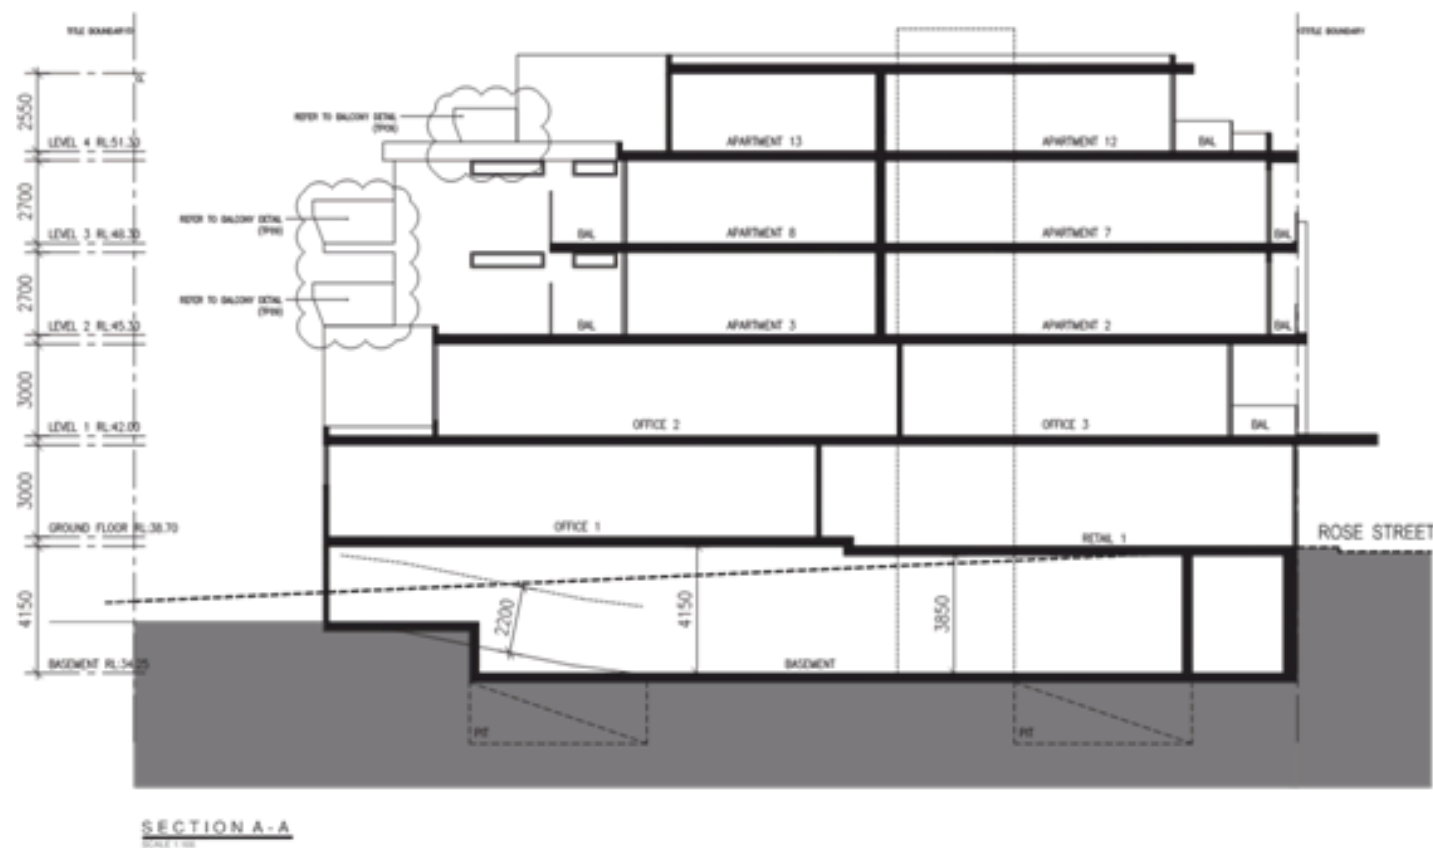 TITLE BOUNDARY
TITLE BOUNDARY
2550
REFER TO BALCONY DETAIL
LEVEL 4 RL:51.30
APARTMENT 13
APARTMENT 12
BAL
2700
REFER TO BALCONY DETAIL
LEVEL 3 RL:48.30
BAL
APARTMENT 8
APARTMENT 7
BAL
2700
REFER TO BALCONY DETAIL
LEVEL 2 RL:45.30
BAL
APARTMENT 3
APARTMENT 2
BAL
3000
LEVEL 1 RL:42.00
OFFICE 2
OFFICE 3
BAL
3000
GROUND FLOOR RL:38.70
OFFICE 1
RETAIL 1
ROSE STREET
4150
2200
4150
3850
BASEMENT RL:34.25
BASEMENT
PIT
PIT
SECTION A-A